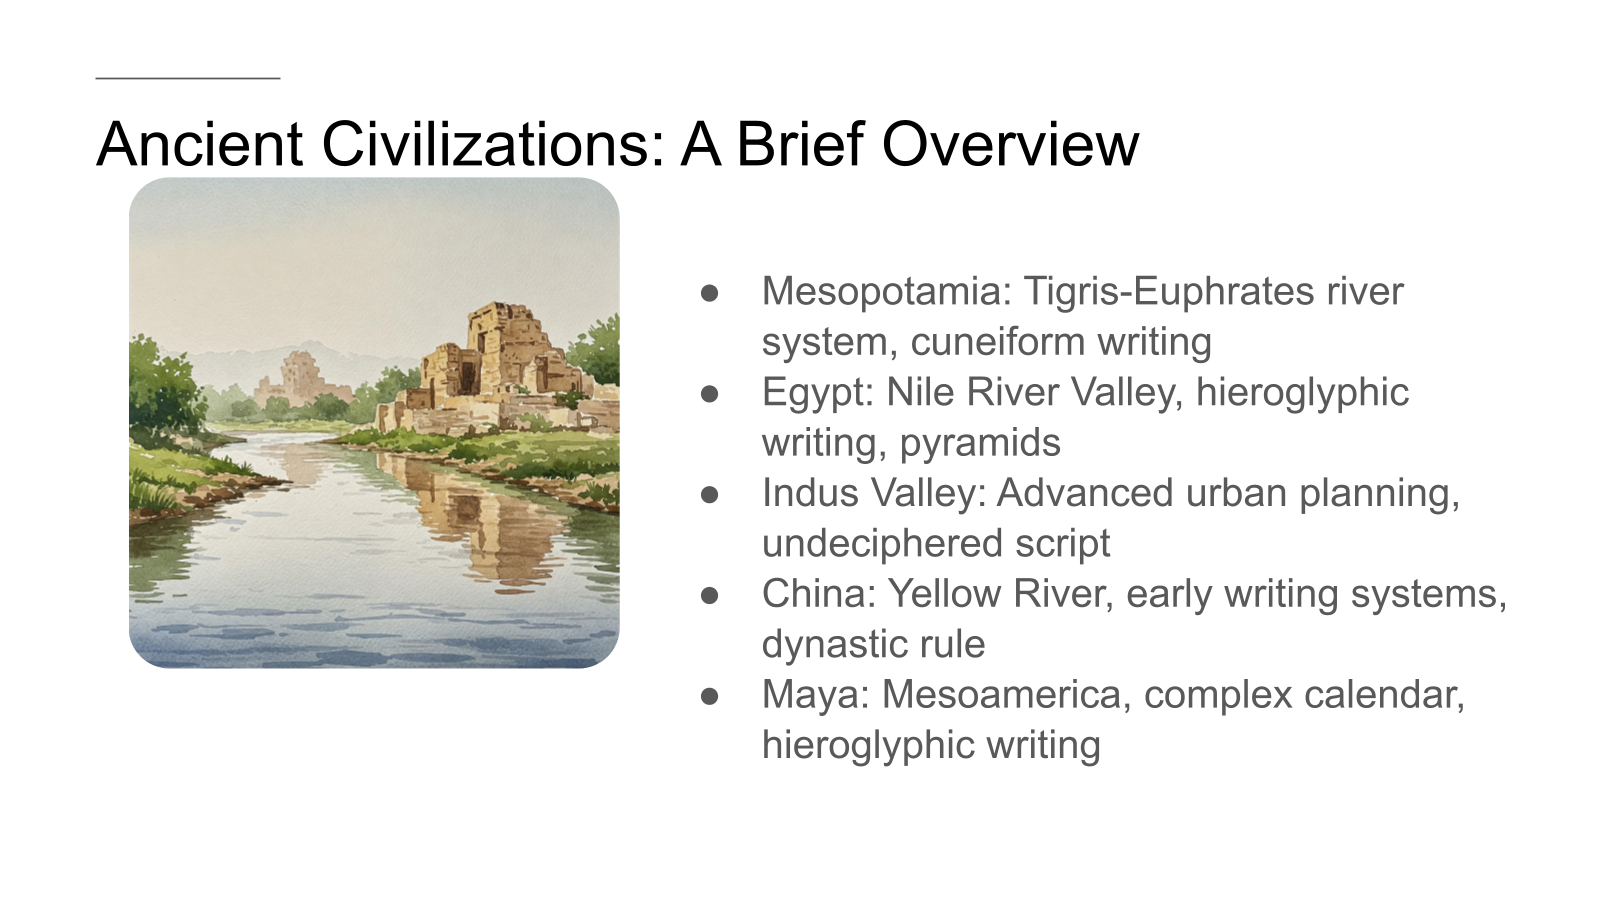 Ancient Civilizations: A Brief Overview
● Mesopotamia: Tigris-Euphrates river
system, cuneiform writing
● Egypt: Nile River Valley, hieroglyphic
writing, pyramids
● Indus Valley: Advanced urban planning,
undeciphered script
● China: Yellow River, early writing systems,
dynastic rule
● Maya: Mesoamerica, complex calendar,
hieroglyphic writing